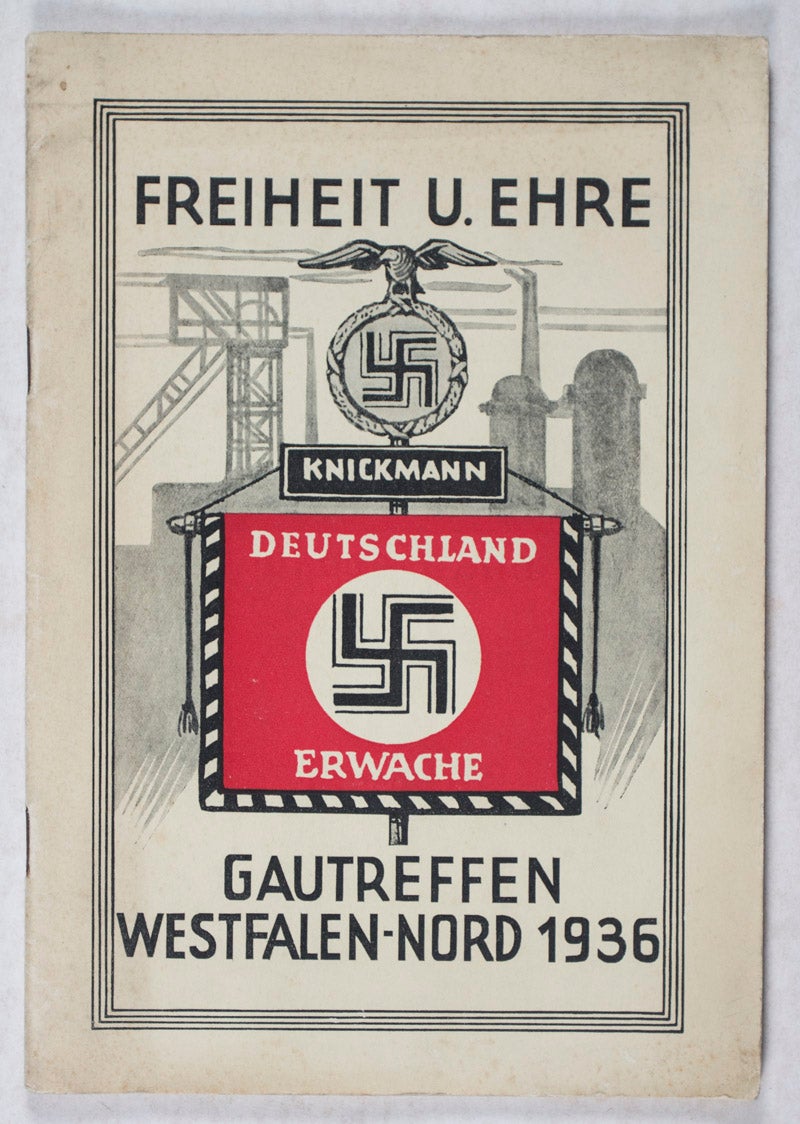 FREIHEIT U. EHRE
KNICKMANN
DEUTSCHLAND
ERWACHE
GAUTREFFEN
WESTFALEN-NORD 1936